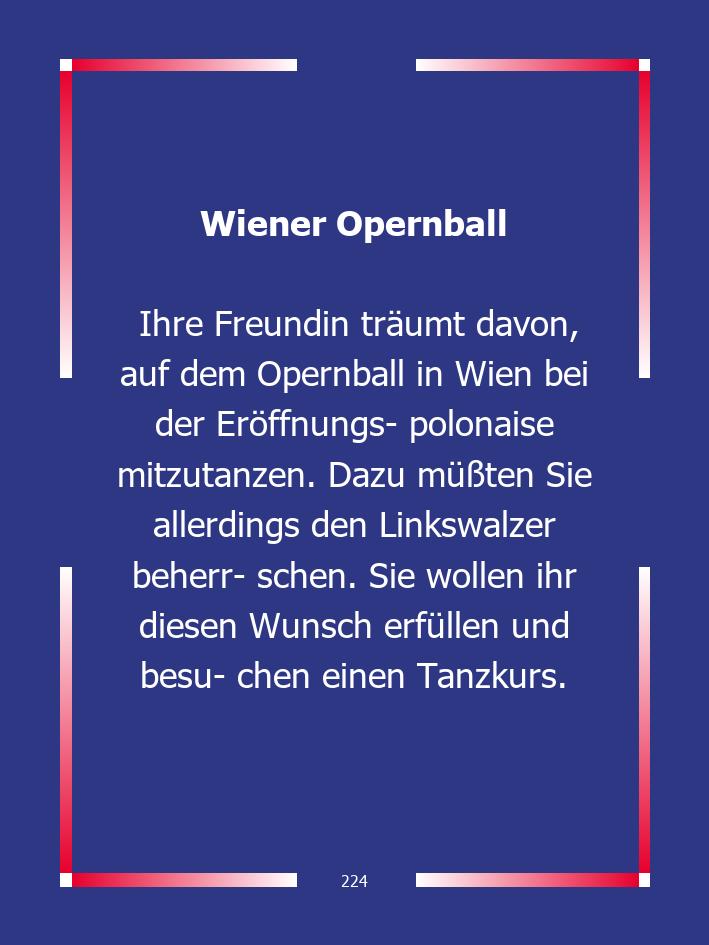 Wiener Opernball
Ihre Freundin träumt davon,
auf dem Opernball in Wien bei
der Eröffnungs- polonaise
mitzutanzen. Dazu müßten Sie
allerdings den Linkswalzer
beherr- schen. Sie wollen ihr
diesen Wunsch erfüllen und
besu- chen einen Tanzkurs.
224